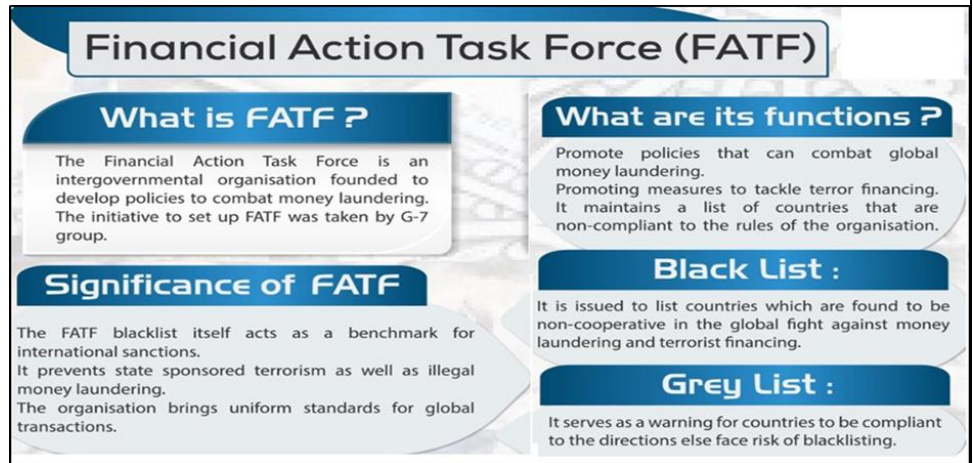 Financial Action Task Force (FATF)
What is FATF ?
The Financial Action Task Force is an
intergovernmental organisation founded to
develop policies to combat money laundering.
The initiative to set up FATF was taken by G-7
group.
Significance of FATF
The FATF blacklist itself acts as a benchmark for
international sanctions.
It prevents state sponsored terrorism as well as illegal
money laundering.
The organisation brings uniform standards for global
transactions.
What are its functions ?
Promote policies that can combat global
money laundering.
Promoting measures to tackle terror financing.
It maintains a list of countries that are
non-compliant to the rules of the organisation.
Black List :
It is issued to list countries which are found to be
non-cooperative in the global fight against money
laundering and terrorist financing.
Grey List :
It serves as a warning for countries to be compliant
to the directions else face risk of blacklisting.